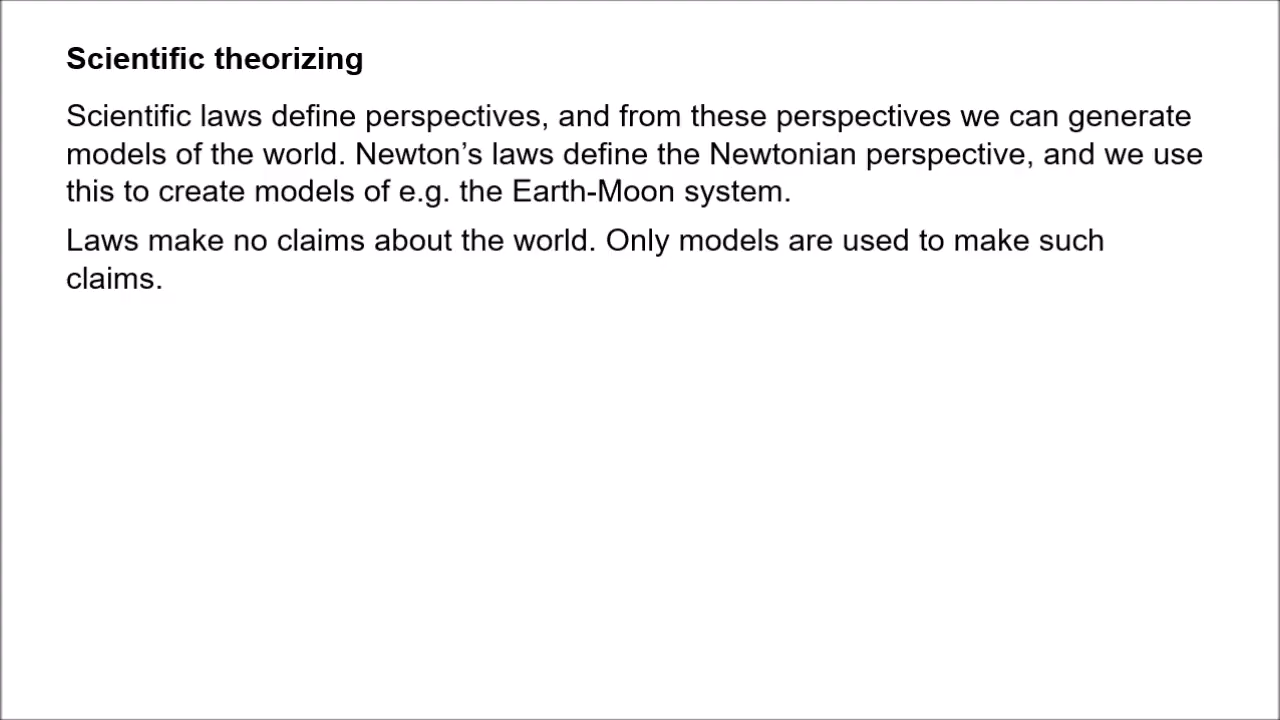 Scientific theorizing
Scientific laws define perspectives, and from these perspectives we can generate
models of the world. Newton’s laws define the Newtonian perspective, and we use
this to create models of e.g. the Earth-Moon system.
Laws make no claims about the world. Only models are used to make such
claims.